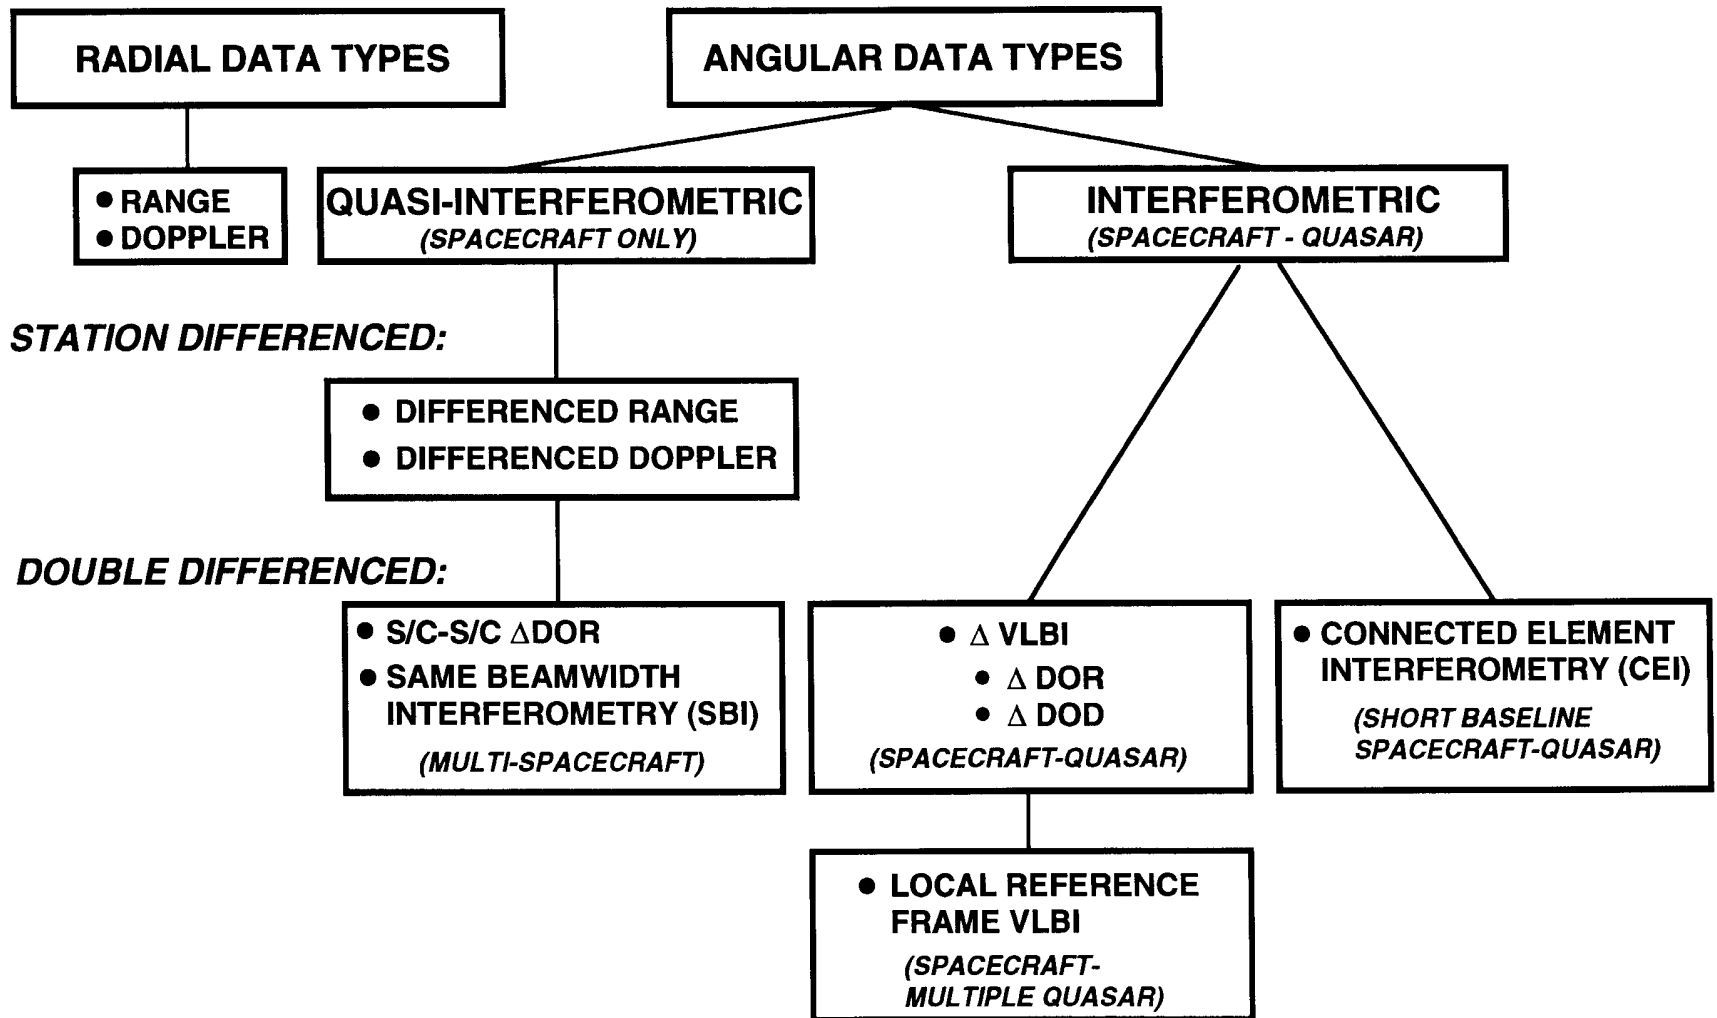 RADIAL DATA TYPES
ANGULAR DATA TYPES
● RANGE
● DOPPLER
QUASI-INTERFEROMETRIC
(SPACECRAFT ONLY)
INTERFEROMETRIC
(SPACECRAFT - QUASAR)
STATION DIFFERENCED:
● DIFFERENCED RANGE
● DIFFERENCED DOPPLER
DOUBLE DIFFERENCED:
● S/C-S/C ΔDOR
● SAME BEAMWIDTH
INTERFEROMETRY (SBI)
(MULTI-SPACECRAFT)
● Δ VLBI
● Δ DOR
● Δ DOD
(SPACECRAFT-QUASAR)
● CONNECTED ELEMENT
INTERFEROMETRY (CEI)
(SHORT BASELINE
SPACECRAFT-QUASAR)
● LOCAL REFERENCE
FRAME VLBI
(SPACECRAFT-
MULTIPLE QUASAR)